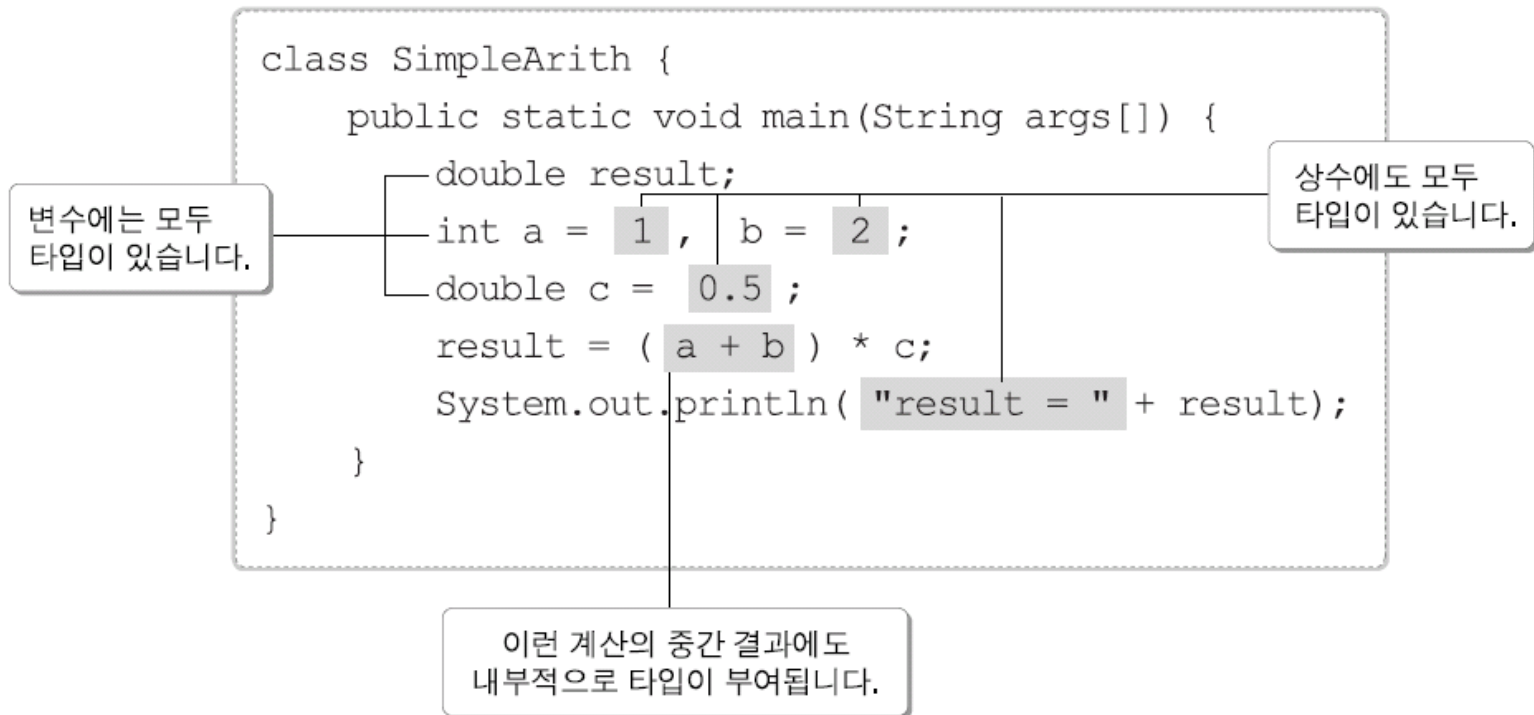 class SimpleArith {
public static void main(String args[]) {
double result;
int a = 1 , b = 2 ;
double c = 0.5 ;
result = ( a + b ) * c;
System.out.println( "result = " + result);
}
}
변수에는 모두
타입이 있습니다.
상수에도 모두
타입이 있습니다.
이런 계산의 중간 결과에도
내부적으로 타입이 부여됩니다.